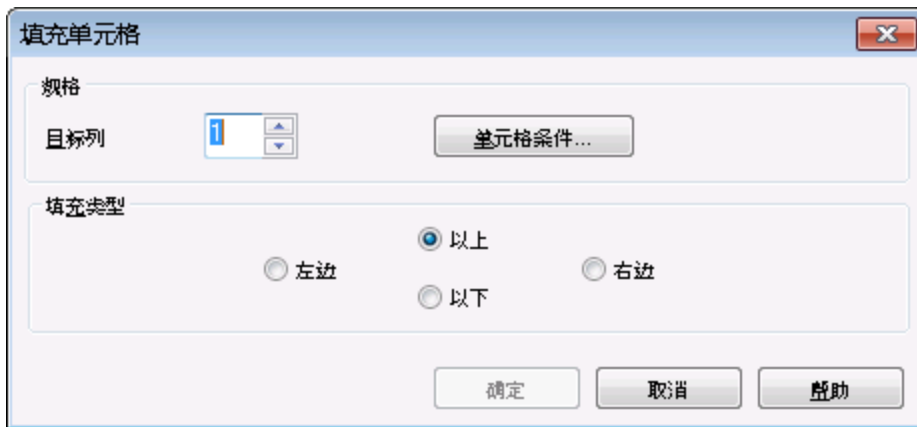 填充单元格
规格
目标列 1 单元格条件...
填充类型
以上
左边 右边
以下
确定 取消 帮助